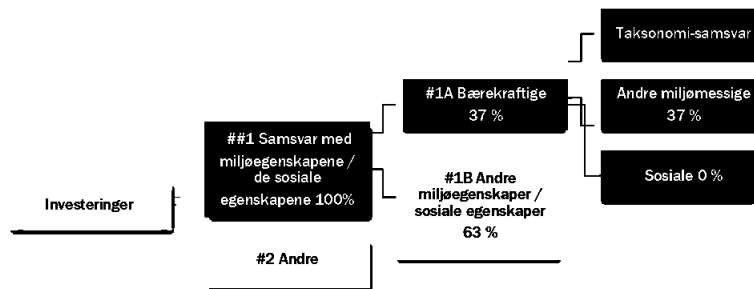 Investeringer
##1 Samsvar med
miljøegenskapene /
de sosiale
egenskapene 100%
#2 Andre
#1A Bærekraftige
37 %
#1B Andre
miljøegenskaper /
sosiale egenskaper
63 %
Taksonomi-samsvar
Andre miljømessige
37 %
Sosiale 0 %